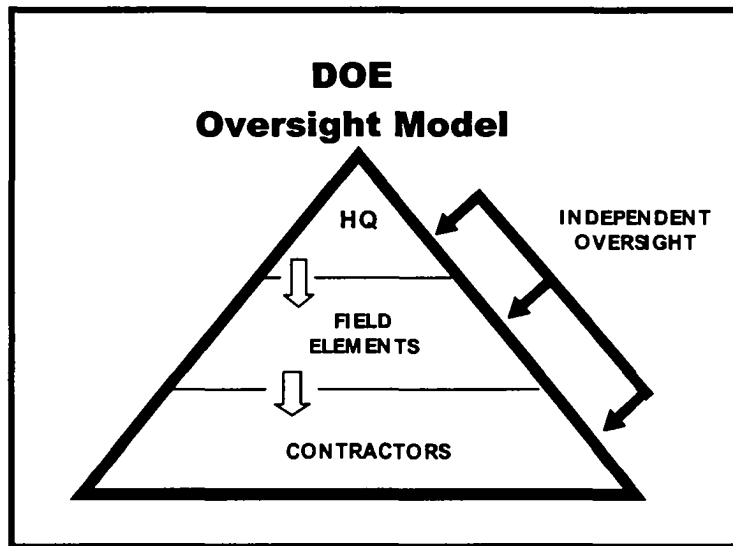 DOE
Oversight Model
HQ
INDEPENDENT
OVERSIGHT
FIELD
ELEMENTS
CONTRACTORS